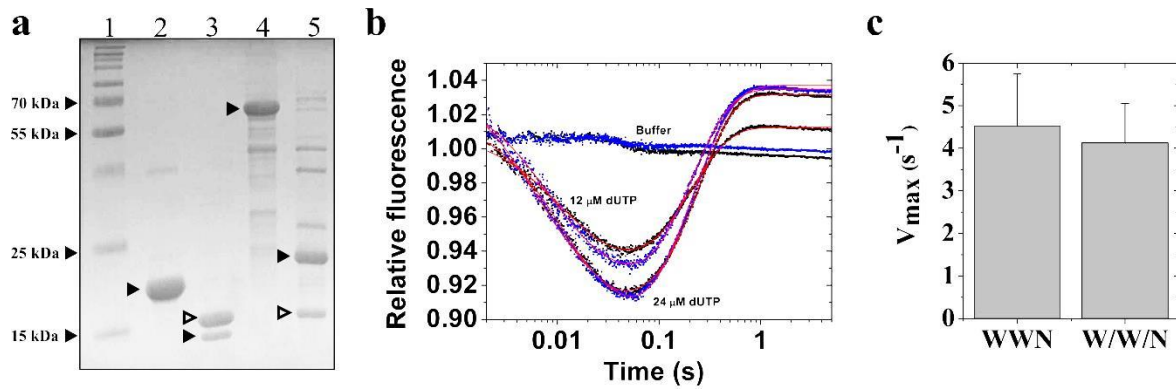 a
1 2 3 4 5
70 kDa
55 kDa
25 kDa
15 kDa
b
Relative fluorescence
1.04
1.02
1.00
0.98
0.96
0.94
0.92
0.90
Buffer
12 μM dUTP
24 μM dUTP
0.01 0.1 1
Time (s)
c
Vmax (s⁻¹)
6
5
4
3
2
1
0
WWN W/W/N